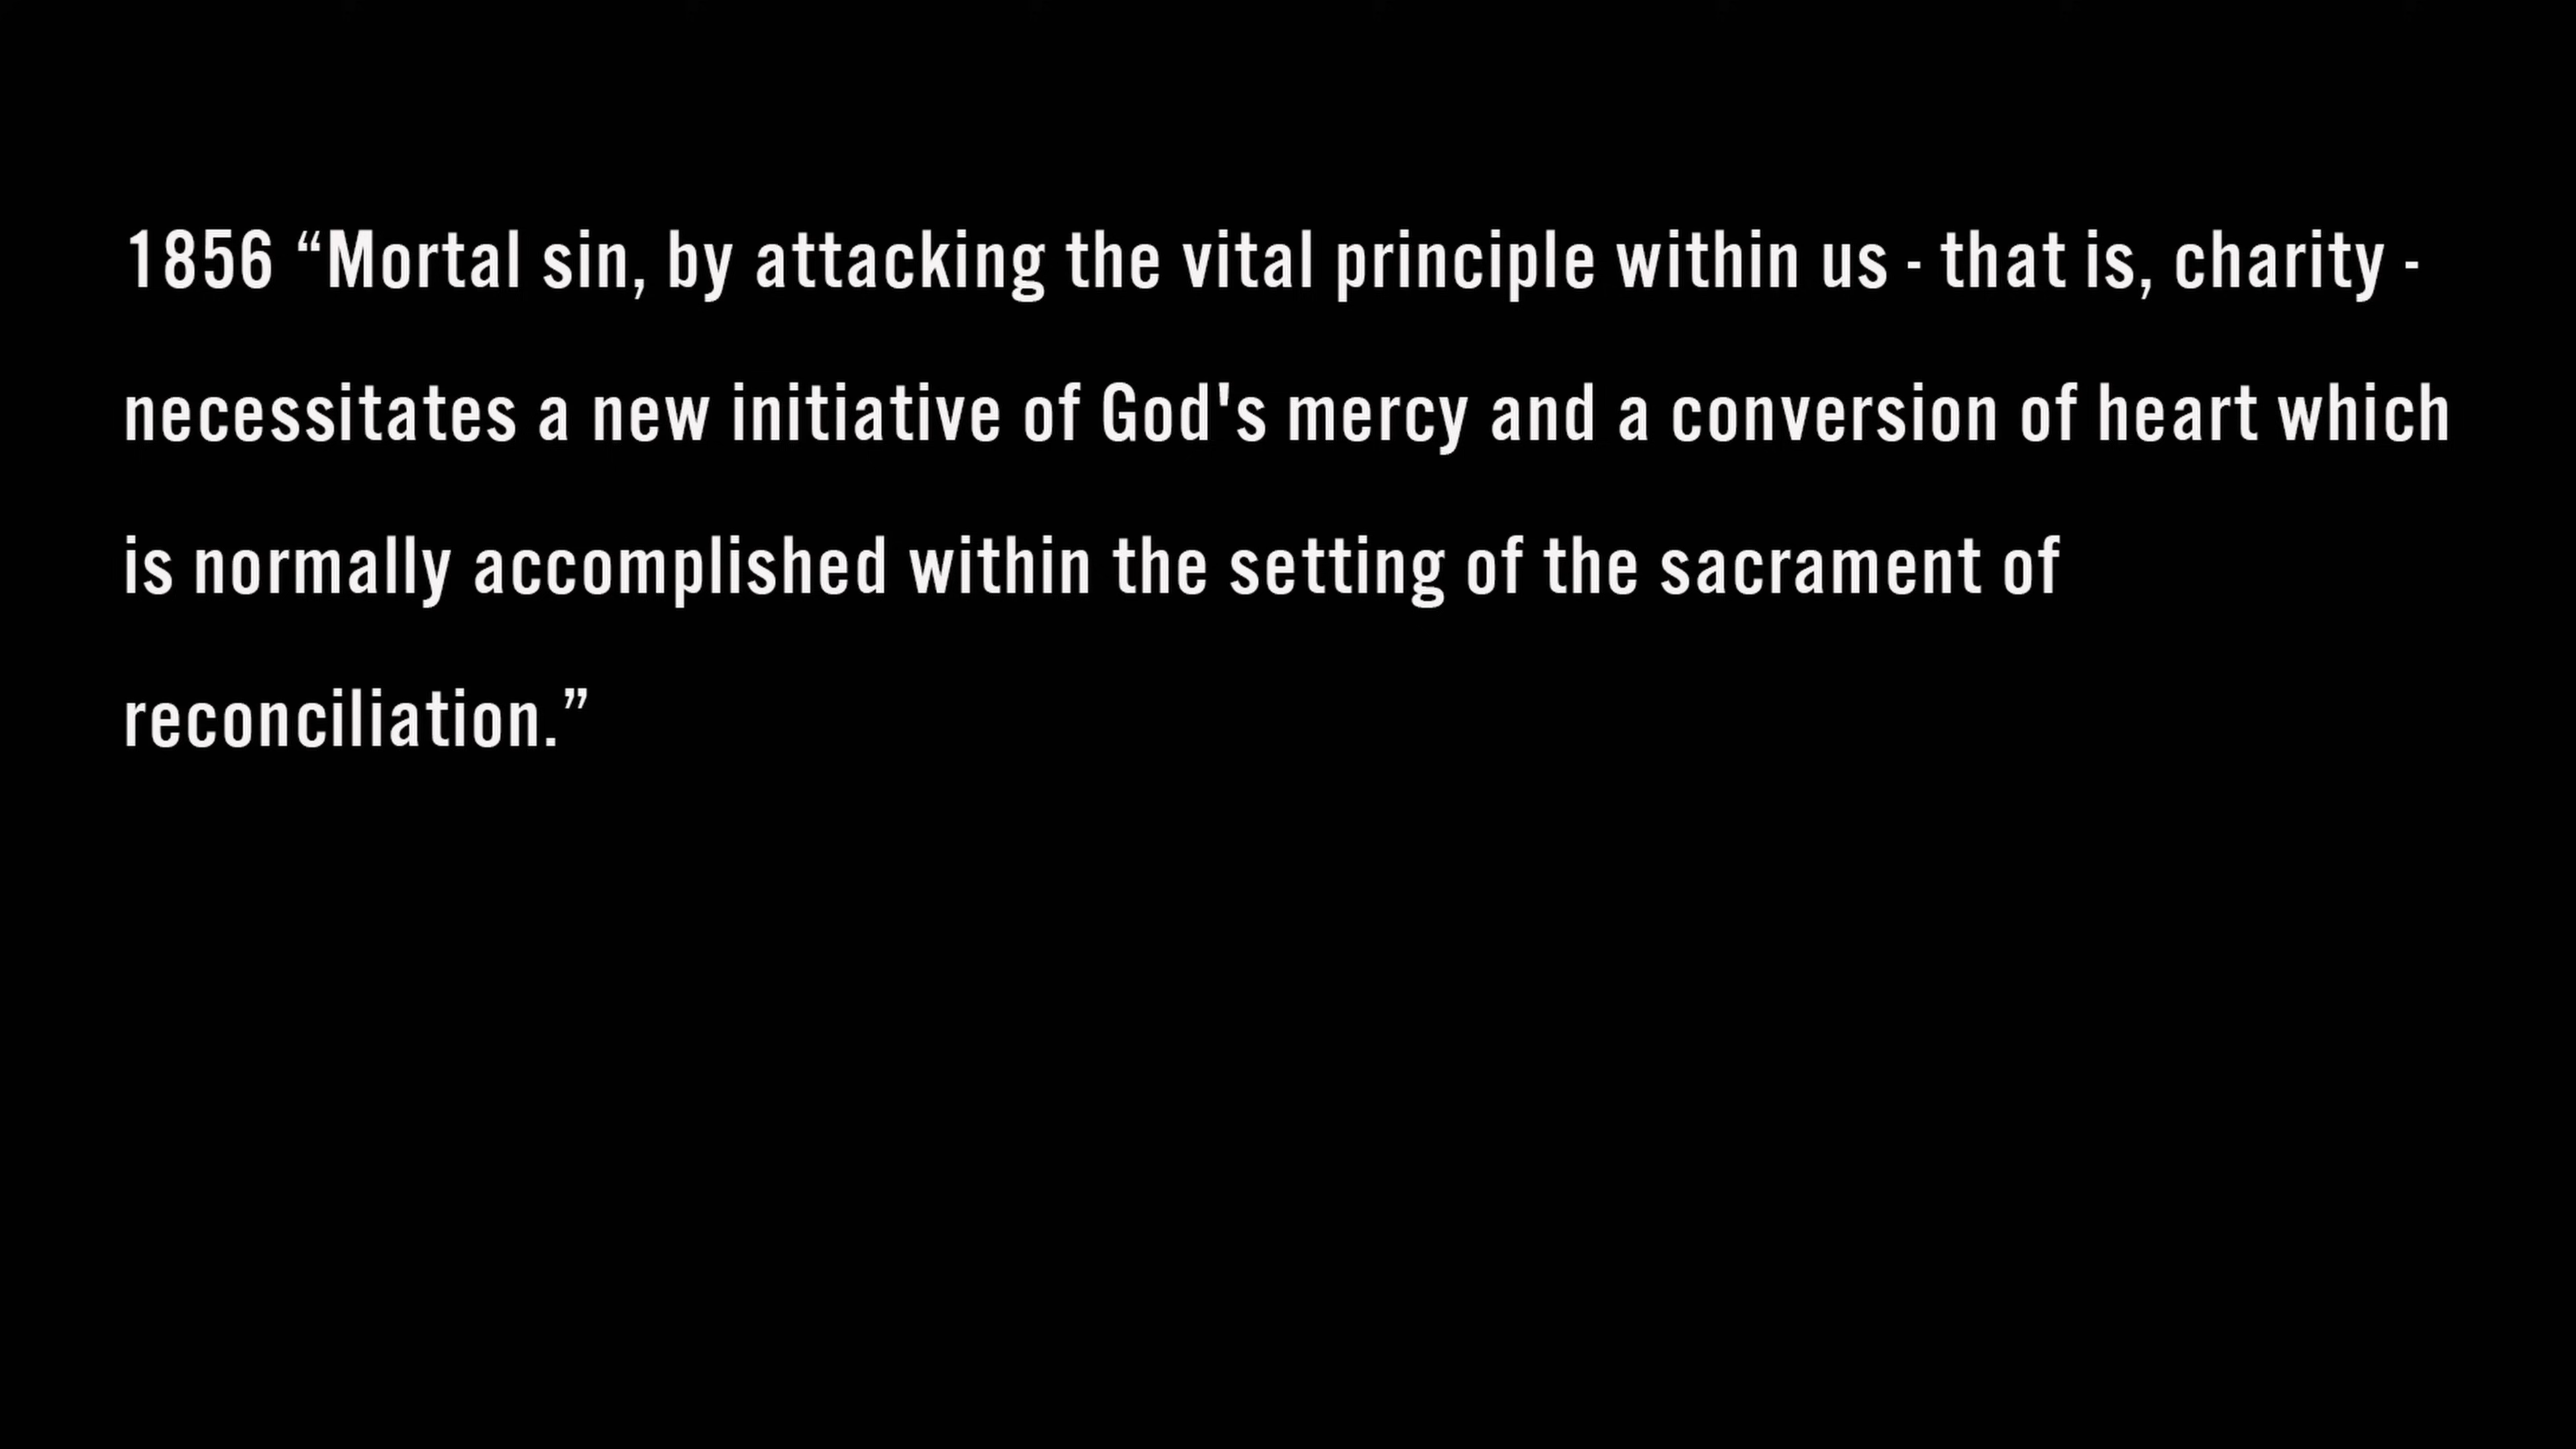 1856 “Mortal sin, by attacking the vital principle within us - that is, charity -
necessitates a new initiative of God's mercy and a conversion of heart which
is normally accomplished within the setting of the sacrament of
reconciliation.”